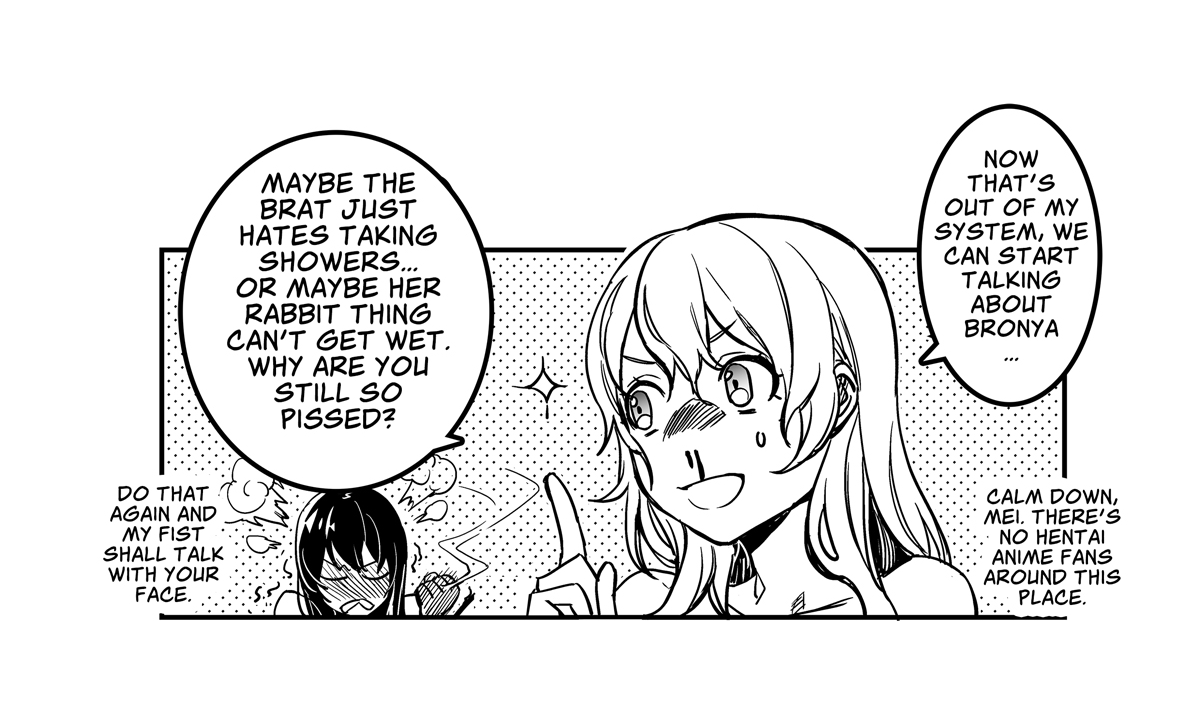 NOW
THAT'S
OUT OF MY
SYSTEM, WE
CAN START
TALKING
ABOUT
BRONYA
...
MAYBE THE
BRAT JUST
HATES TAKING
SHOWERS...
OR MAYBE HER
RABBIT THING
CAN'T GET WET.
WHY ARE YOU
STILL SO
PISSED?
DO THAT
AGAIN AND
MY FIST
SHALL TALK
WITH YOUR
FACE.
CALM DOWN,
MEI. THERE'S
NO HENTAI
ANIME FANS
AROUND THIS
PLACE.